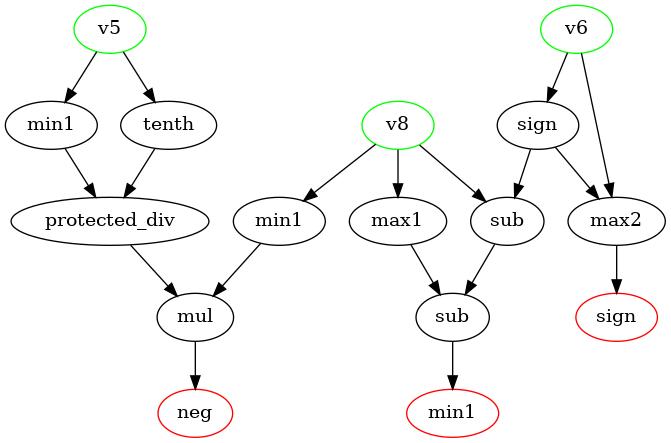 v5
v6
min1
tenth
v8
sign
protected_div
min1
max1
sub
max2
mul
sub
sign
neg
min1